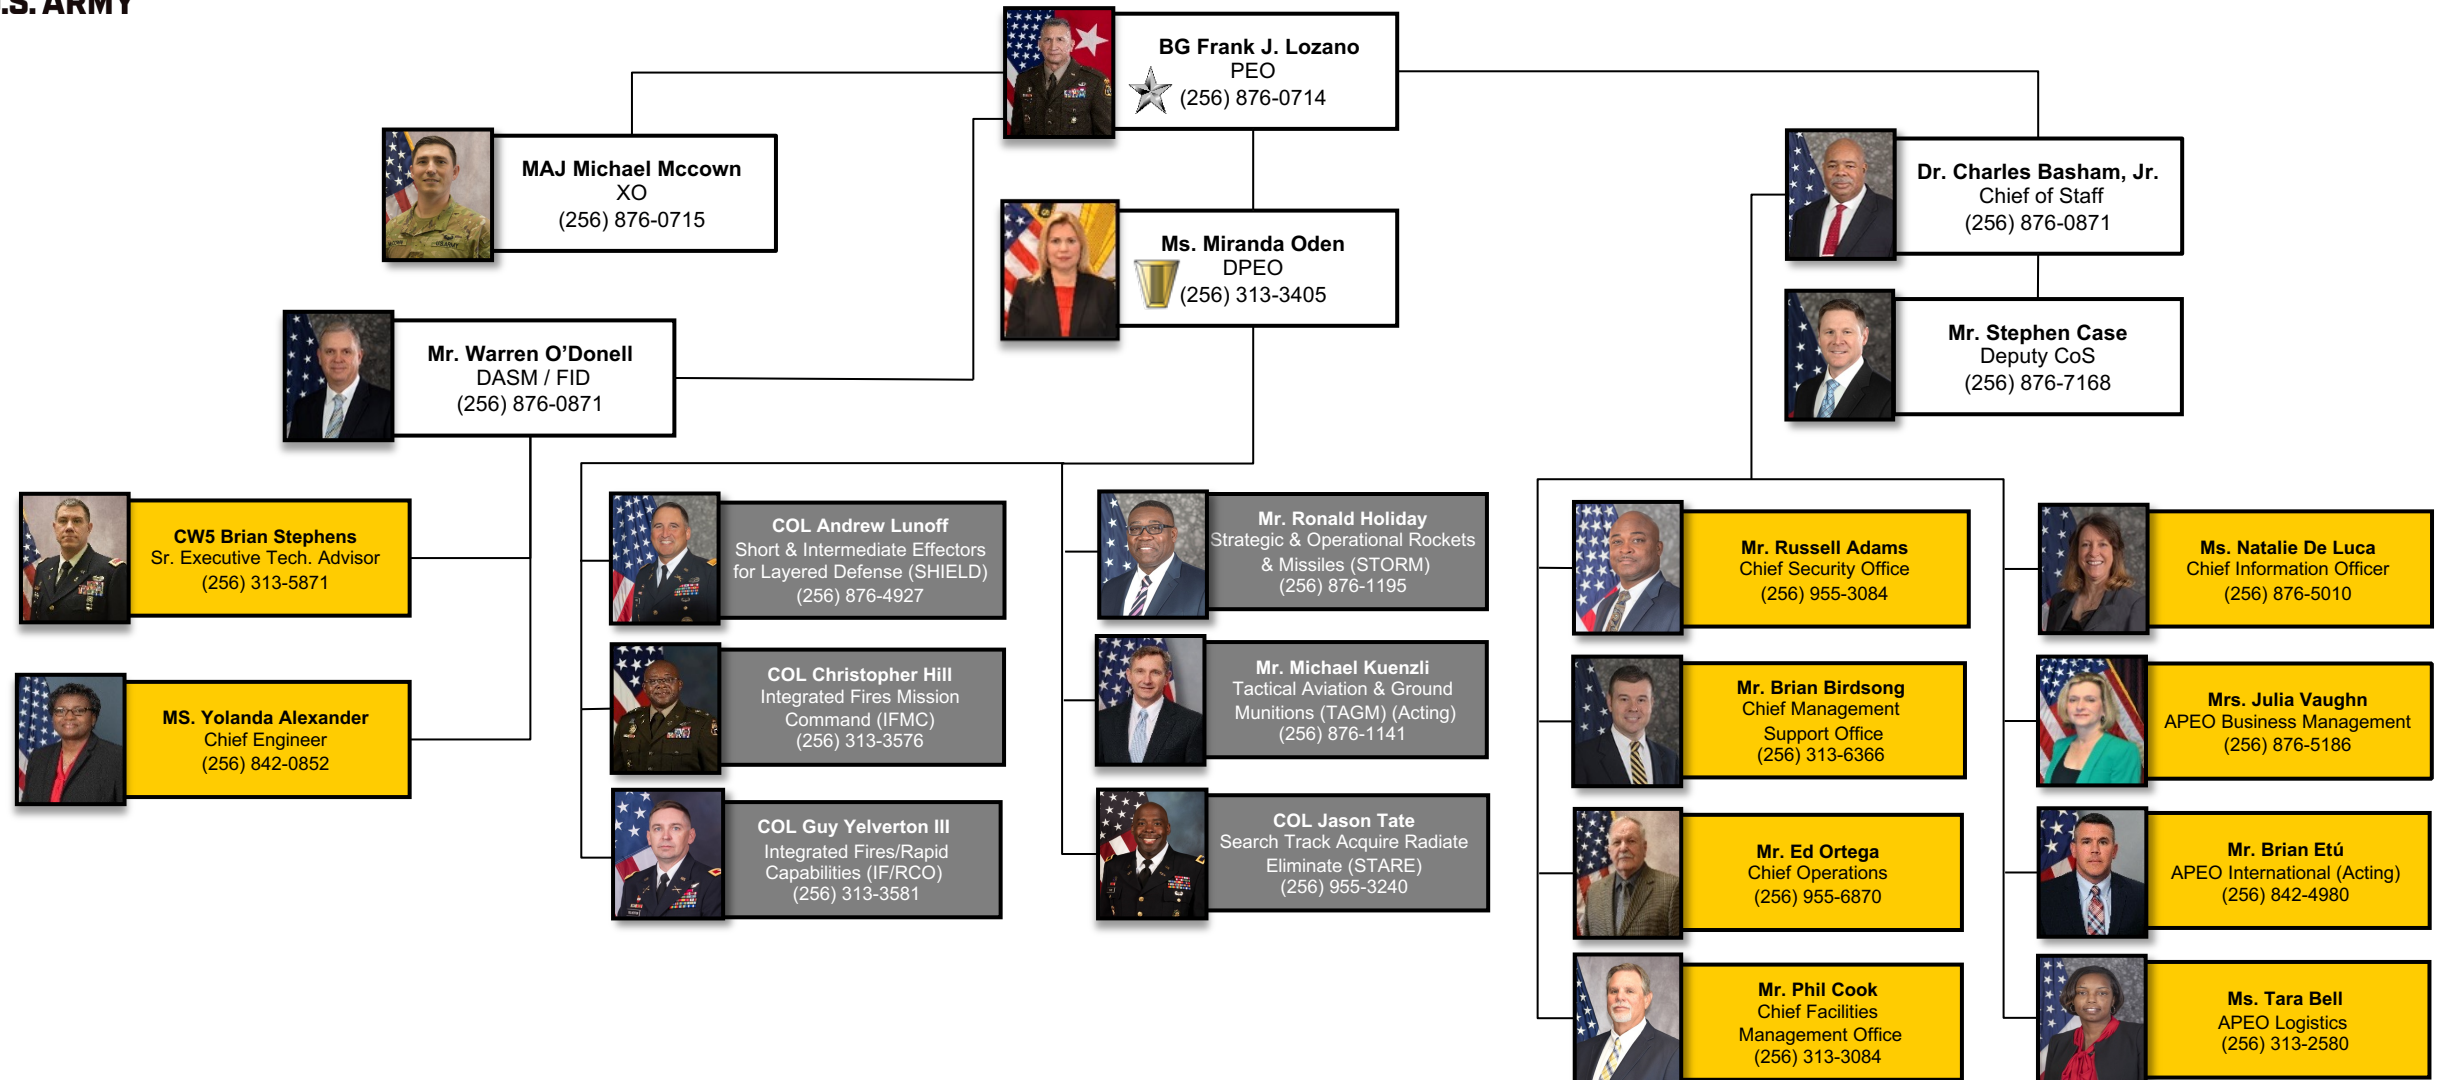 U.S. ARMY
BG Frank J. Lozano
PEO
(256) 876-0714
MAJ Michael Mccown
XO
(256) 876-0715
Dr. Charles Basham, Jr.
Chief of Staff
(256) 876-0871
Ms. Miranda Oden
DPEO
(256) 313-3405
Mr. Stephen Case
Deputy CoS
(256) 876-7168
Mr. Warren O’Donell
DASM / FID
(256) 876-0871
CW5 Brian Stephens
Sr. Executive Tech. Advisor
(256) 313-5871
MS. Yolanda Alexander
Chief Engineer
(256) 842-0852
COL Andrew Lunoff
Short & Intermediate Effectors
for Layered Defense (SHIELD)
(256) 876-4927
COL Christopher Hill
Integrated Fires Mission
Command (IFMC)
(256) 313-3576
COL Guy Yelverton III
Integrated Fires/Rapid
Capabilities (IF/RCO)
(256) 313-3581
Mr. Ronald Holiday
Strategic & Operational Rockets
& Missiles (STORM)
(256) 876-1195
Mr. Michael Kuenzli
Tactical Aviation & Ground
Munitions (TAGM) (Acting)
(256) 876-1141
COL Jason Tate
Search Track Acquire Radiate
Eliminate (STARE)
(256) 955-3240
Mr. Russell Adams
Chief Security Office
(256) 955-3084
Mr. Brian Birdsong
Chief Management
Support Office
(256) 313-6366
Mr. Ed Ortega
Chief Operations
(256) 955-6870
Mr. Phil Cook
Chief Facilities
Management Office
(256) 313-3084
Ms. Natalie De Luca
Chief Information Officer
(256) 876-5010
Mrs. Julia Vaughn
APEO Business Management
(256) 876-5186
Mr. Brian Etú
APEO International (Acting)
(256) 842-4980
Ms. Tara Bell
APEO Logistics
(256) 313-2580